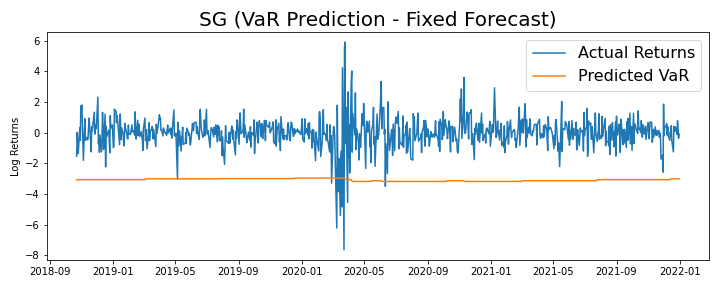 SG (VaR Prediction - Fixed Forecast)
Actual Returns
Predicted VaR
Log Returns
6
4
2
0
−2
−4
−6
−8
2018-09 2019-01 2019-05 2019-09 2020-01 2020-05 2020-09 2021-01 2021-05 2021-09 2022-01